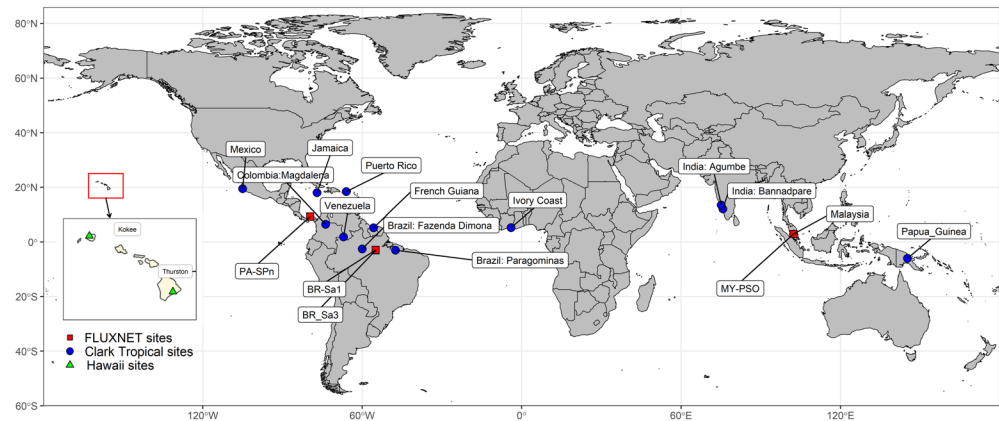 80°N
60°N
40°N
20°N
0°
20°S
40°S
60°S
Mexico
Jamaica
Colombia:Magdalena
Puerto Rico
Venezuela
French Guiana
Ivory Coast
Brazil: Fazenda Dimona
Brazil: Paragominas
India: Agumbe
India: Bannadpare
Malaysia
Papua_Guinea
PA-SPn
BR-Sa1
BR_Sa3
MY-PSO
Kokee
Thurston
FLUXNET sites
Clark Tropical sites
Hawaii sites
120°W
60°W
0°
60°E
120°E